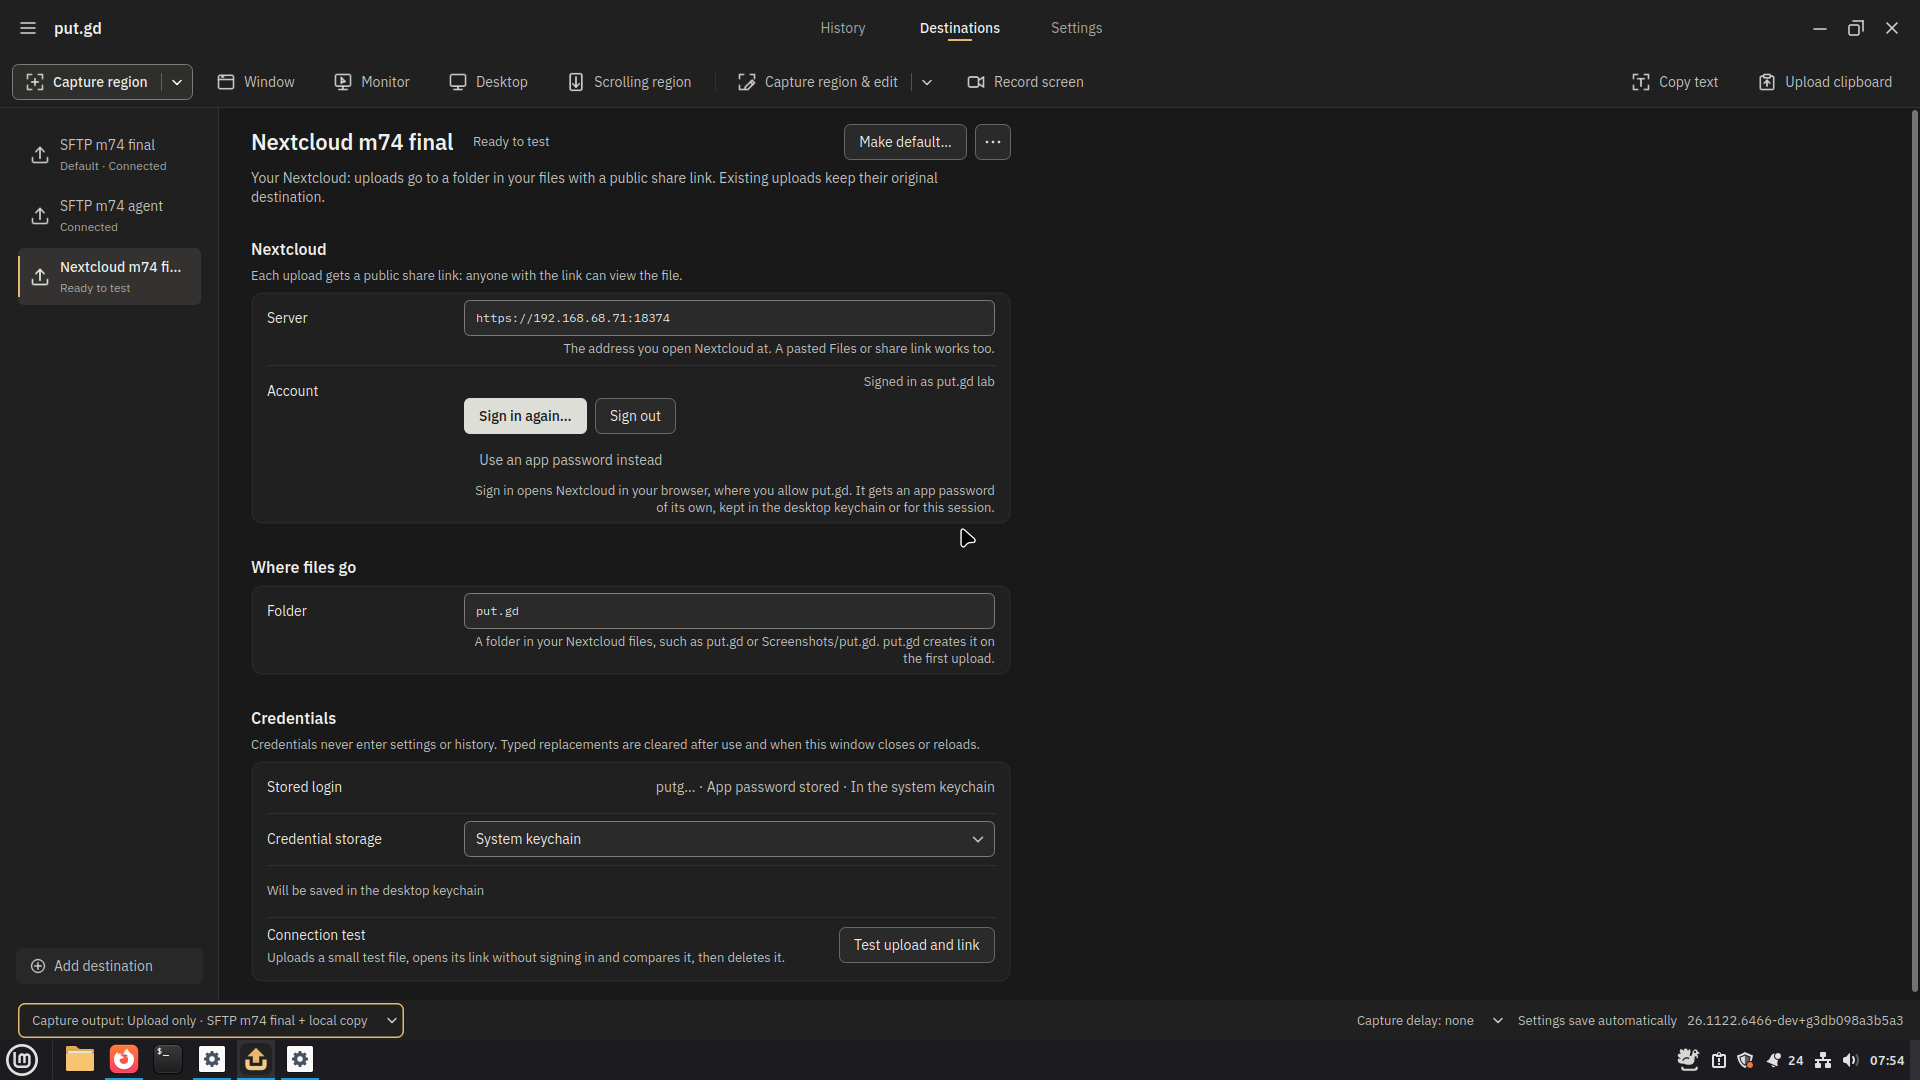 put.gd
History
Destinations
Settings
Capture region
Window
Monitor
Desktop
Scrolling region
Capture region & edit
Record screen
Copy text
Upload clipboard
SFTP m74 final
Default · Connected
SFTP m74 agent
Connected
Nextcloud m74 fi...
Ready to test
Add destination
Nextcloud m74 final
Ready to test
Make default...
Your Nextcloud: uploads go to a folder in your files with a public share link. Existing uploads keep their original
destination.
Nextcloud
Each upload gets a public share link: anyone with the link can view the file.
Server
https://192.168.68.71:18374
The address you open Nextcloud at. A pasted Files or share link works too.
Account
Signed in as put.gd lab
Sign in again...
Sign out
Use an app password instead
Sign in opens Nextcloud in your browser, where you allow put.gd. It gets an app password
of its own, kept in the desktop keychain or for this session.
Where files go
Folder
put.gd
A folder in your Nextcloud files, such as put.gd or Screenshots/put.gd. put.gd creates it on
the first upload.
Credentials
Credentials never enter settings or history. Typed replacements are cleared after use and when this window closes or reloads.
Stored login
putg... · App password stored · In the system keychain
Credential storage
System keychain
Will be saved in the desktop keychain
Connection test
Uploads a small test file, opens its link without signing in and compares it, then deletes it.
Test upload and link
Capture output: Upload only · SFTP m74 final + local copy
Capture delay: none
Settings save automatically
26.1122.6466-dev+g3db098a3b5a3
24
07:54